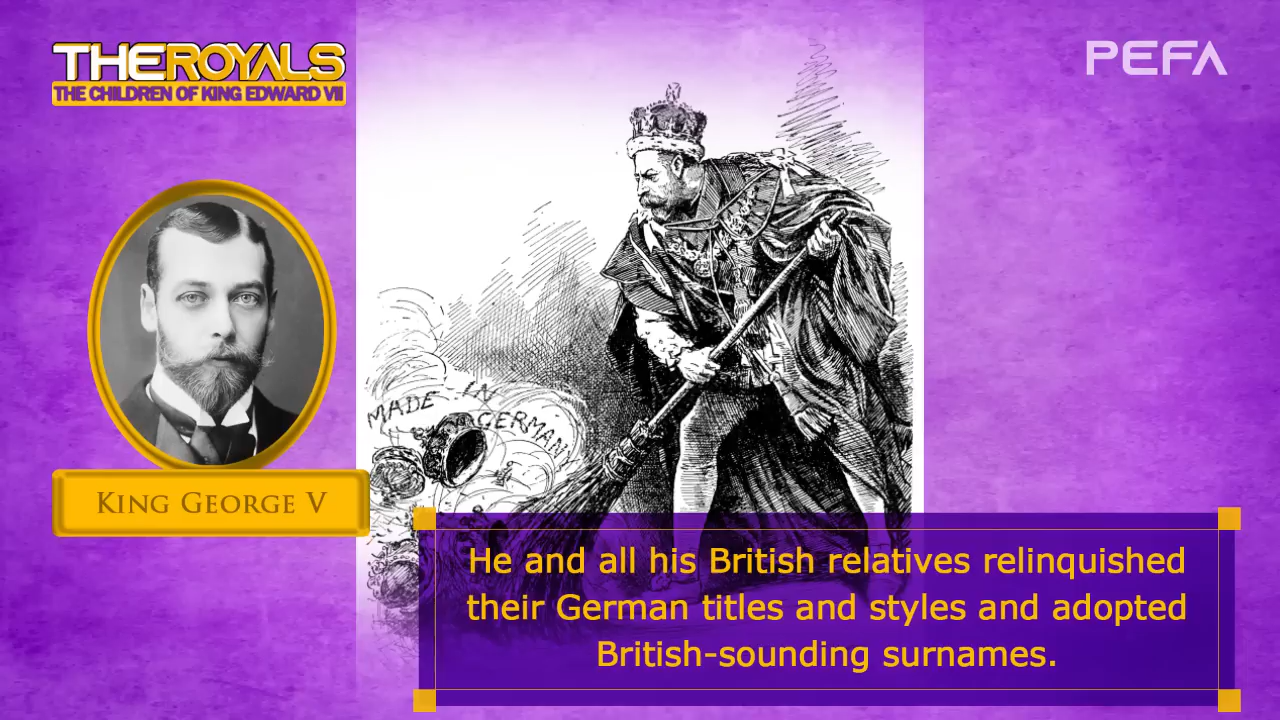 THEROYALS
THE CHILDREN OF KING EDWARD VII
PEFA
MADE IN
GERMANY
KING GEORGE V
He and all his British relatives relinquished
their German titles and styles and adopted
British-sounding surnames.